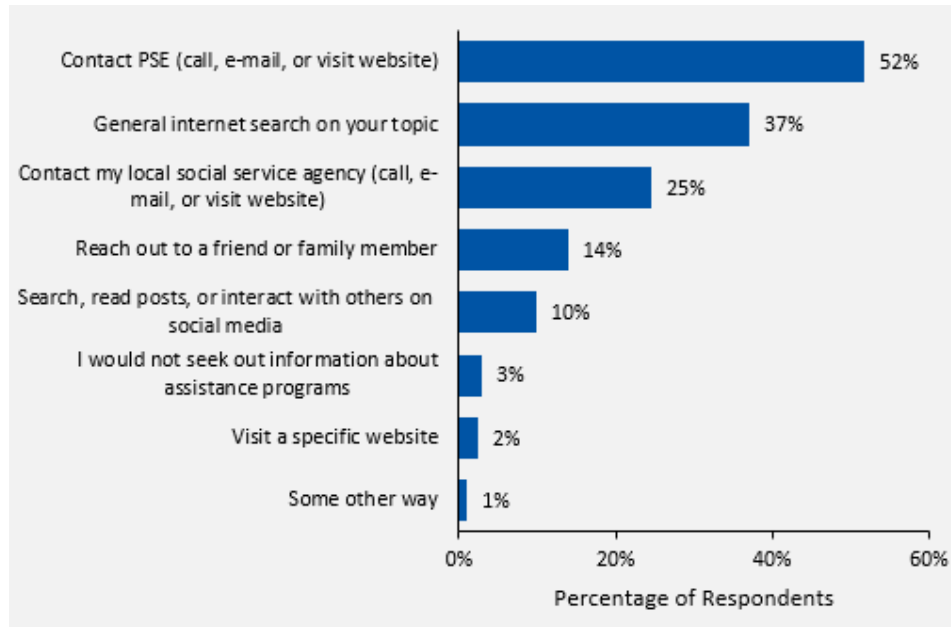 Contact PSE (call, e-mail, or visit website)
52%
General internet search on your topic
37%
Contact my local social service agency (call, e-
mail, or visit website)
25%
Reach out to a friend or family member
14%
Search, read posts, or interact with others on
social media
10%
I would not seek out information about
assistance programs
3%
Visit a specific website
2%
Some other way
1%
0% 20% 40% 60%
Percentage of Respondents